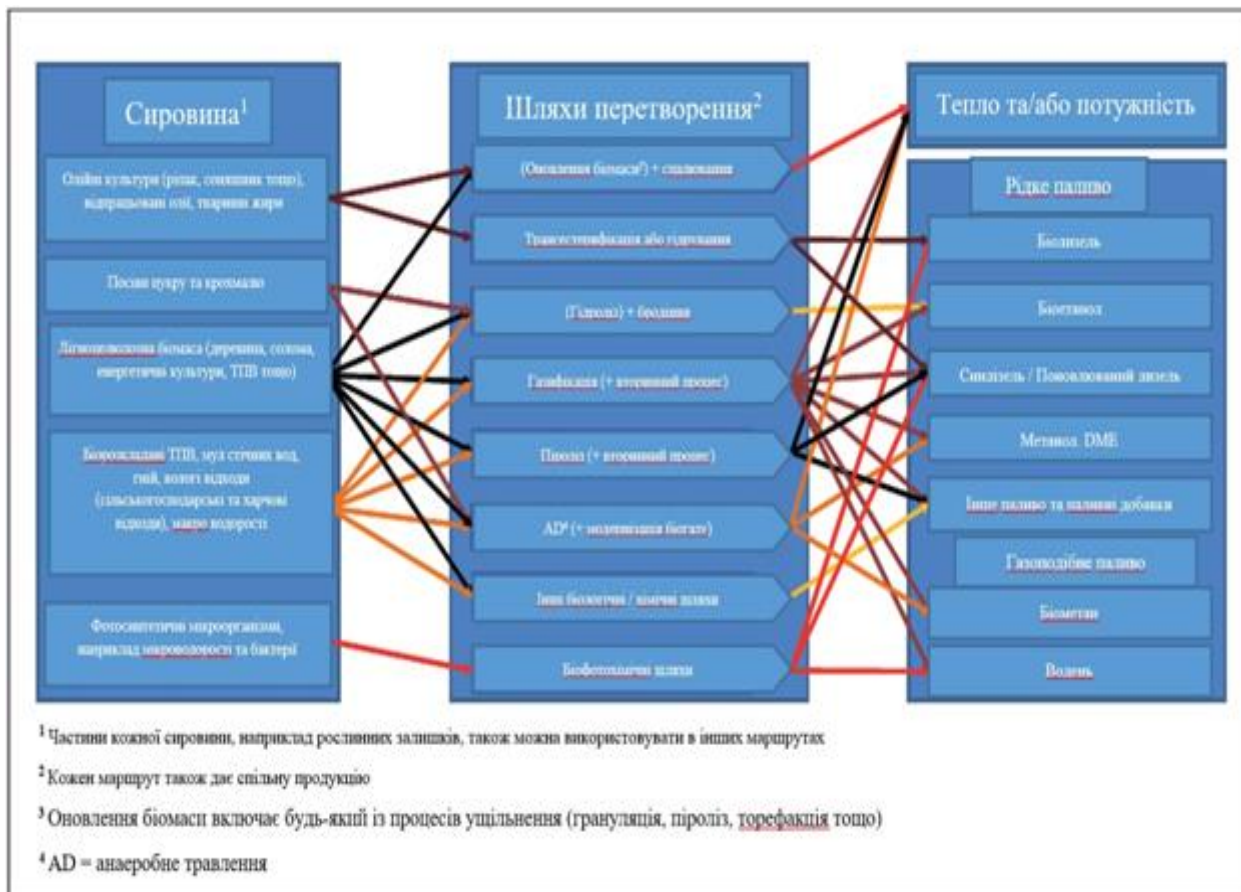 Сировина¹
Олійні культури (ріпак, соняшник тощо),
відпрацьовані олії, тваринні жири
Посіви цукру та крохмалю
Лігноцелюлозна біомаса (деревина, солома,
енергетичні культури, ТПВ тощо)
Біорозкладані ТПВ, мул стічних вод,
гній, вологі відходи
(сільськогосподарські та харчові
відходи), макро водорості
Фотосинтетичні мікроорганізми,
наприклад мікроводорості та бактерії
Шляхи перетворення²
(Оновлення біомаси³) + спалювання
Трансестерифікація або гідрування
(Гідроліз) + бродіння
Газифікація (+ вторинний процес)
Піроліз (+ вторинний процес)
AD⁴ (+ модернізація біогазу)
Інші біологічні / хімічні шляхи
Біофотохімічні шляхи
Тепло та/або потужність
Рідке паливо
Біодизель
Біоетанол
Синдізель / Поновлюваний дизель
Метанол. DME
Інше паливо та паливні добавки
Газоподібне паливо
Біометан
Водень
¹ Частини кожної сировини, наприклад рослинних залишків, також можна використовувати в інших маршрутах
² Кожен маршрут також дає спільну продукцію
³ Оновлення біомаси включає будь-який із процесів ущільнення (грануляція, піроліз, торефакція тощо)
⁴ AD = анаеробне травлення